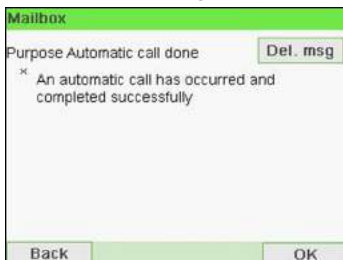 Mailbox
Purpose Automatic call done Del. msg
× An automatic call has occurred and
completed successfully
Back OK